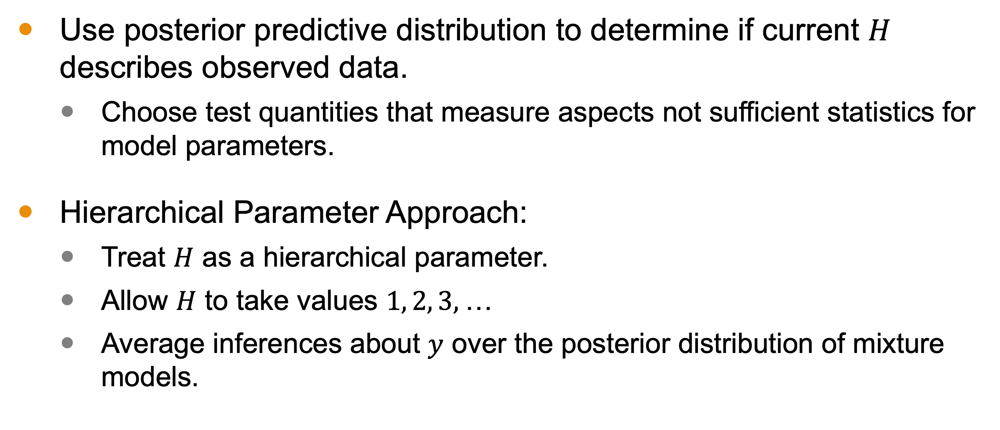 • Use posterior predictive distribution to determine if current H
describes observed data.
• Choose test quantities that measure aspects not sufficient statistics for
model parameters.
• Hierarchical Parameter Approach:
• Treat H as a hierarchical parameter.
• Allow H to take values 1, 2, 3, …
• Average inferences about y over the posterior distribution of mixture
models.